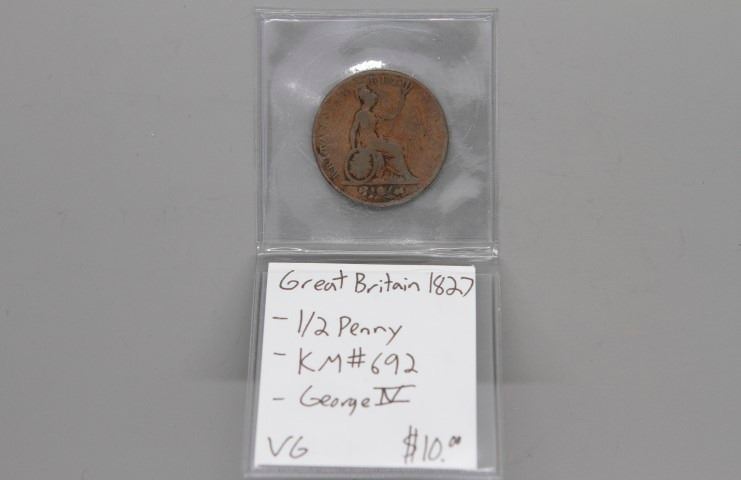 Great Britain 1827
- 1/2 Penny
- KM#692
- George IV
VG $10.00